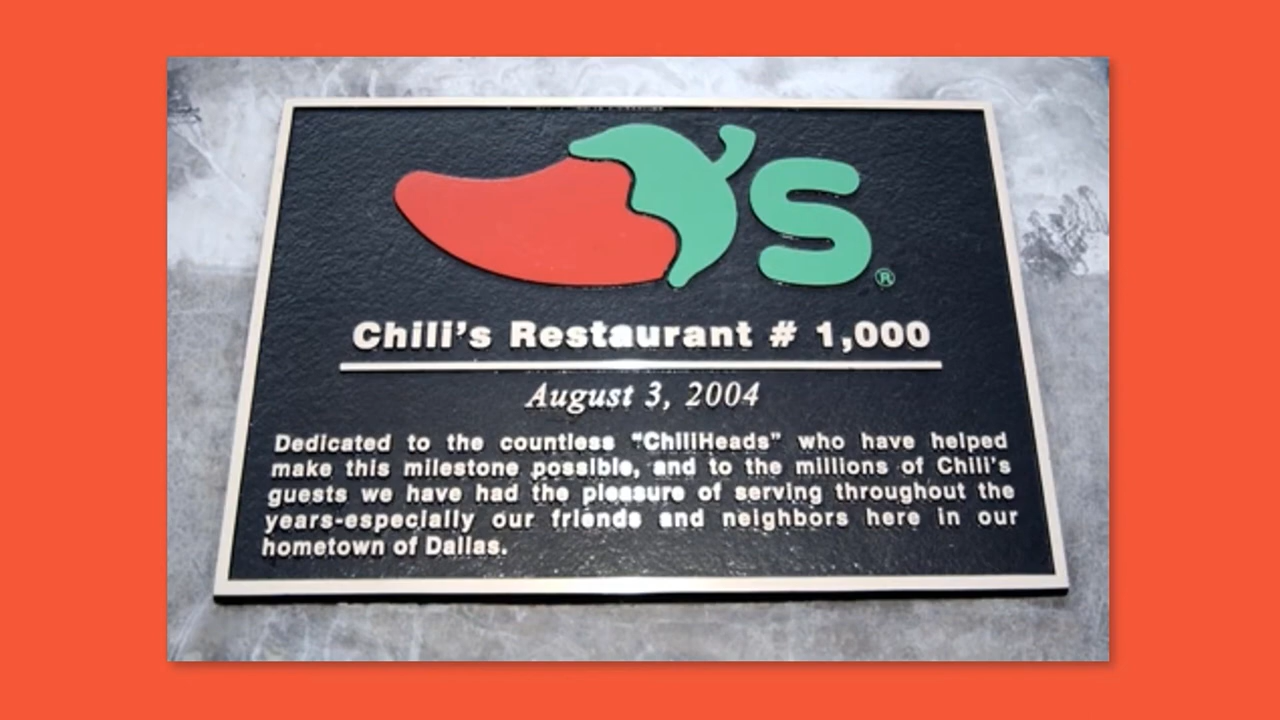 S®
Chili's Restaurant # 1,000
August 3, 2004
Dedicated to the countless "ChiliHeads" who have helped
make this milestone possible, and to the millions of Chili's
guests we have had the pleasure of serving throughout the
years-especially our friends and neighbors here in our
hometown of Dallas.